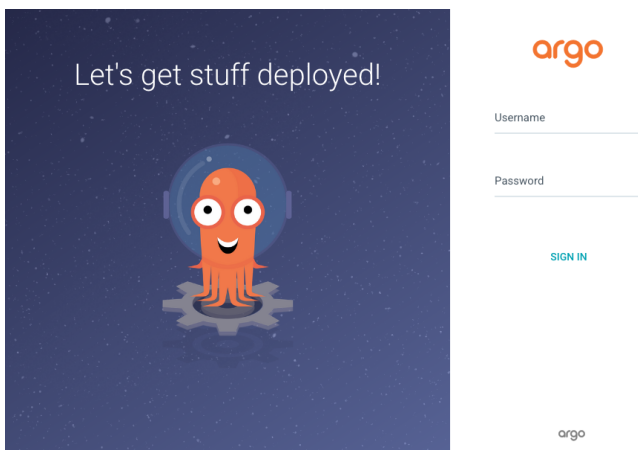 Let's get stuff deployed!
argo
Username
Password
SIGN IN
argo